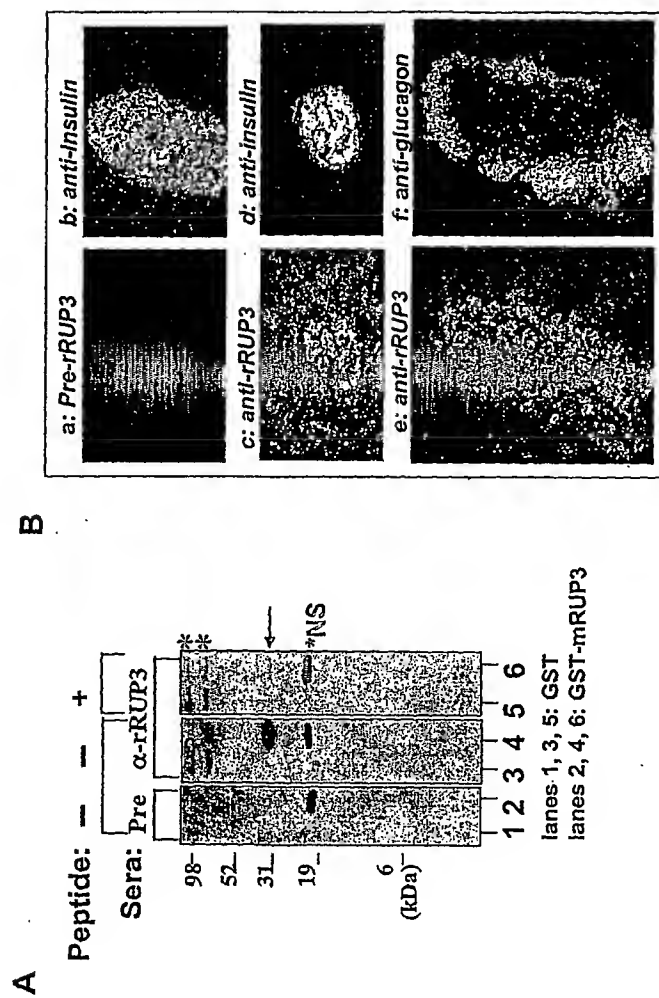 A
Peptide: – – +
Sera: Pre α-rRUP3
98
52
31
19
6
(kDa)
*
*
*NS
1 2 3 4 5 6
lanes 1, 3, 5: GST
lanes 2, 4, 6: GST-mRUP3
B
a: Pre-rRUP3
b: anti-Insulin
c: anti-rRUP3
d: anti-insulin
e: anti-rRUP3
f: anti-glucagon